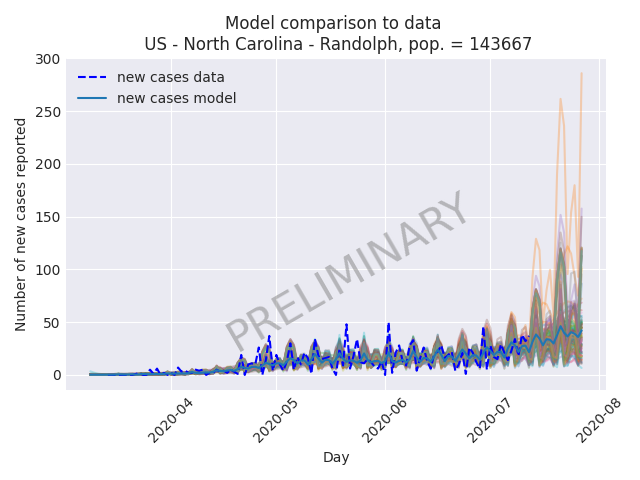 Model comparison to data
US - North Carolina - Randolph, pop. = 143667
new cases data
new cases model
PRELIMINARY
Number of new cases reported
300
250
200
150
100
50
0
2020-04
2020-05
2020-06
2020-07
2020-08
Day